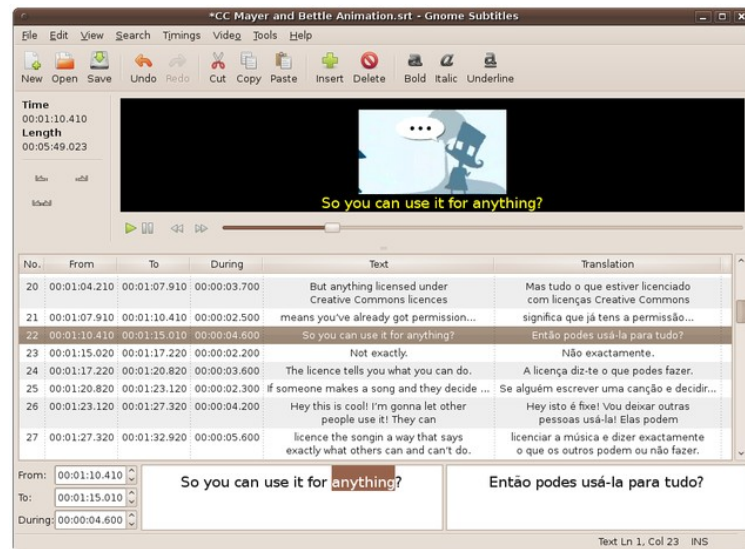 *CC Mayer and Bettle Animation.srt - Gnome Subtitles
File Edit View Search Timings Video Tools Help
New Open Save Undo Redo Cut Copy Paste Insert Delete Bold Italic Underline
Time
00:01:10.410
Length
00:05:49.023
So you can use it for anything?
No. From To During Text Translation
20 00:01:04.210 00:01:07.910 00:00:03.700 But anything licensed under Mas tudo o que estiver licenciado
Creative Commons licences com licenças Creative Commons
21 00:01:07.910 00:01:10.410 00:00:02.500 means you've already got permission... significa que já tens a permissão...
22 00:01:10.410 00:01:15.010 00:00:04.600 So you can use it for anything? Então podes usá-la para tudo?
23 00:01:15.020 00:01:17.220 00:00:02.200 Not exactly. Não exactamente.
24 00:01:17.220 00:01:20.820 00:00:03.600 The licence tells you what you can do. A licença diz-te o que podes fazer.
25 00:01:20.820 00:01:23.120 00:00:02.300 If someone makes a song and they decide ... Se alguém escrever uma canção e decidir...
26 00:01:23.120 00:01:27.320 00:00:04.200 Hey this is cool! I'm gonna let other Hey isto é fixe! Vou deixar outras
people use it! They can pessoas usá-la! Elas podem
27 00:01:27.320 00:01:32.920 00:00:05.600 licence the songin a way that says licenciar a música e dizer exactamente
exactly what others can and can't do. o que os outros podem ou não fazer.
From: 00:01:10.410
To: 00:01:15.010
During: 00:00:04.600
So you can use it for anything? Então podes usá-la para tudo?
Text Ln 1, Col 23 INS